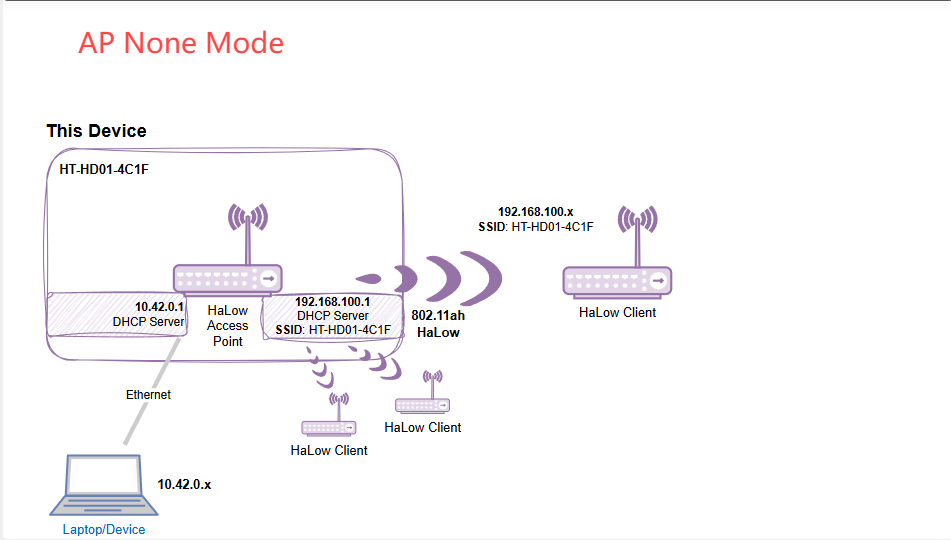 AP None Mode
This Device
HT-HD01-4C1F
192.168.100.x
SSID: HT-HD01-4C1F
10.42.0.1
DHCP Server
HaLow
Access
Point
192.168.100.1
DHCP Server
SSID: HT-HD01-4C1F
802.11ah
HaLow
HaLow Client
Ethernet
HaLow Client
HaLow Client
10.42.0.x
Laptop/Device